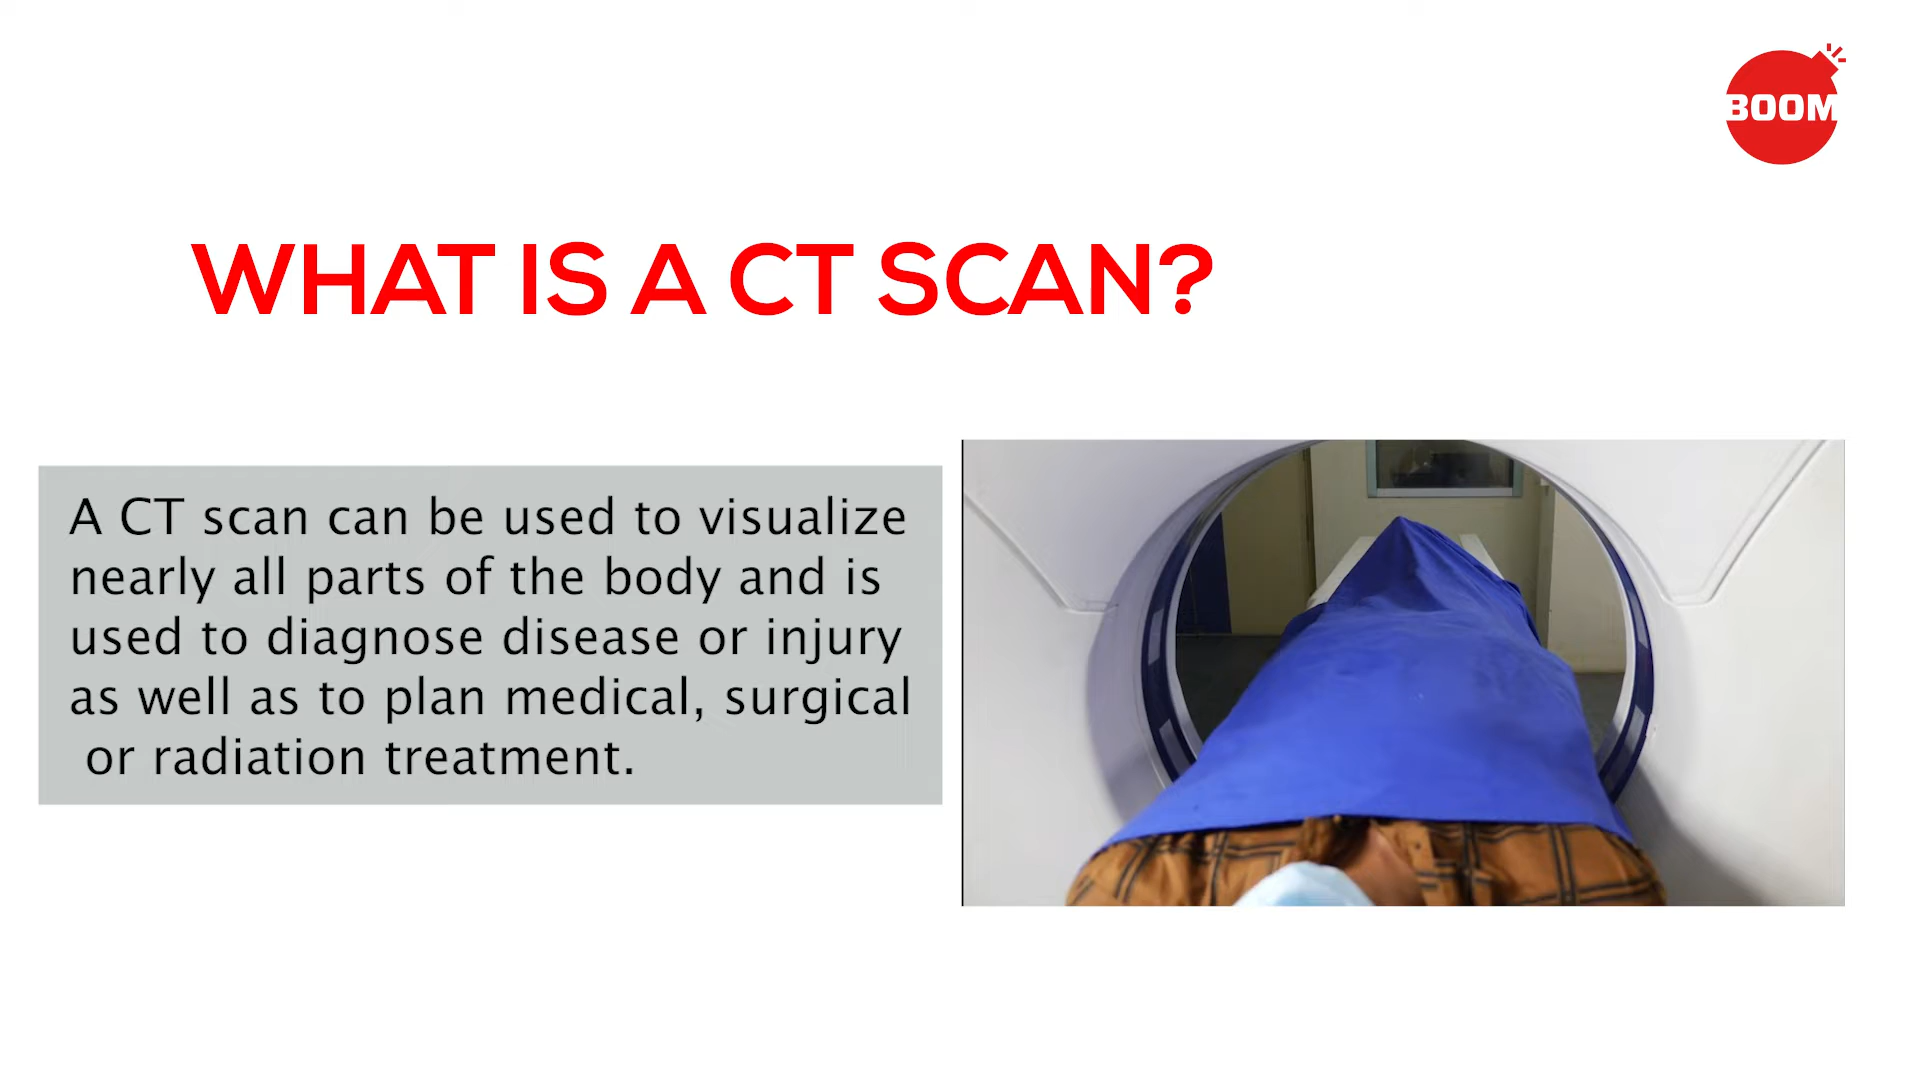 BOOM
WHAT IS A CT SCAN?
A CT scan can be used to visualize
nearly all parts of the body and is
used to diagnose disease or injury
as well as to plan medical, surgical
or radiation treatment.